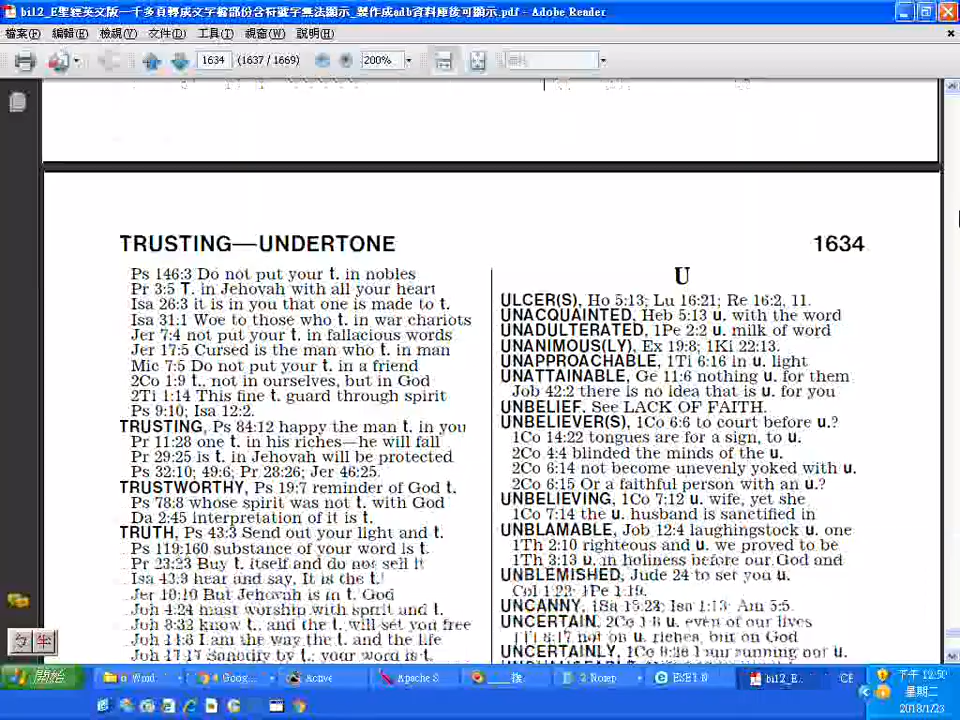 bi12_E聖經英文版─千多頁轉成文字檔部份含符號字無法顯示_製作成adb資料庫後可顯示.pdf - Adobe Reader
檔案(F) 編輯(E) 檢視(V) 文件(D) 工具(T) 視窗(W) 說明(H)
1634 (1637 / 1669) 200% 尋找
TRUSTING—UNDERTONE
1634
Ps 146:3 Do not put your t. in nobles
Pr 3:5 T. in Jehovah with all your heart
Isa 26:3 it is in you that one is made to t.
Isa 31:1 Woe to those who t. in war chariots
Jer 7:4 not put your t. in fallacious words
Jer 17:5 Cursed is the man who t. in man
Mic 7:5 Do not put your t. in a friend
2Co 1:9 t., not in ourselves, but in God
2Ti 1:14 This fine t. guard through spirit
Ps 9:10; Isa 12:2.
TRUSTING, Ps 84:12 happy the man t. in you
Pr 11:28 one t. in his riches—he will fall
Pr 29:25 is t. in Jehovah will be protected
Ps 32:10; 49:6; Pr 28:26; Jer 46:25.
TRUSTWORTHY, Ps 19:7 reminder of God t.
Ps 78:8 whose spirit was not t. with God
Da 2:45 interpretation of it is t.
TRUTH, Ps 43:3 Send out your light and t.
Ps 119:160 substance of your word is t.
Pr 23:23 Buy t. itself and do not sell it
Isa 43:9 hear and say, It is the t.!
Jer 10:10 But Jehovah is in t. God
Joh 4:24 must worship with spirit and t.
Joh 8:32 know t., and the t. will set you free
Joh 14:6 I am the way the t. and the life
Joh 17:17 Sanctify by t.; your word is t.
U
ULCER(S), Ho 5:13; Lu 16:21; Re 16:2, 11.
UNACQUAINTED, Heb 5:13 u. with the word
UNADULTERATED, 1Pe 2:2 u. milk of word
UNANIMOUS(LY), Ex 19:8; 1Ki 22:13.
UNAPPROACHABLE, 1Ti 6:16 in u. light
UNATTAINABLE, Ge 11:6 nothing u. for them
Job 42:2 there is no idea that is u. for you
UNBELIEF. See LACK OF FAITH.
UNBELIEVER(S), 1Co 6:6 to court before u.?
1Co 14:22 tongues are for a sign, to u.
2Co 4:4 blinded the minds of the u.
2Co 6:14 not become unevenly yoked with u.
2Co 6:15 Or a faithful person with an u.?
UNBELIEVING, 1Co 7:12 u. wife, yet she
1Co 7:14 the u. husband is sanctified in
UNBLAMABLE, Job 12:4 laughingstock u. one
1Th 2:10 righteous and u. we proved to be
1Th 3:13 u. in holiness before our God and
UNBLEMISHED, Jude 24 to set you u.
Col 1:22; 1Pe 1:19.
UNCANNY, 1Sa 15:23; Isa 1:13; Am 5:5.
UNCERTAIN, 2Co 1:8 u. even of our lives
1Ti 6:17 not on u. riches, but on God
UNCERTAINLY, 1Co 9:26 I am running not u.
ㄅ 半
開始 Goog... Active Apache S 2 Notep bi12_E... CE 下午 12:50
星期二
2018/1/23